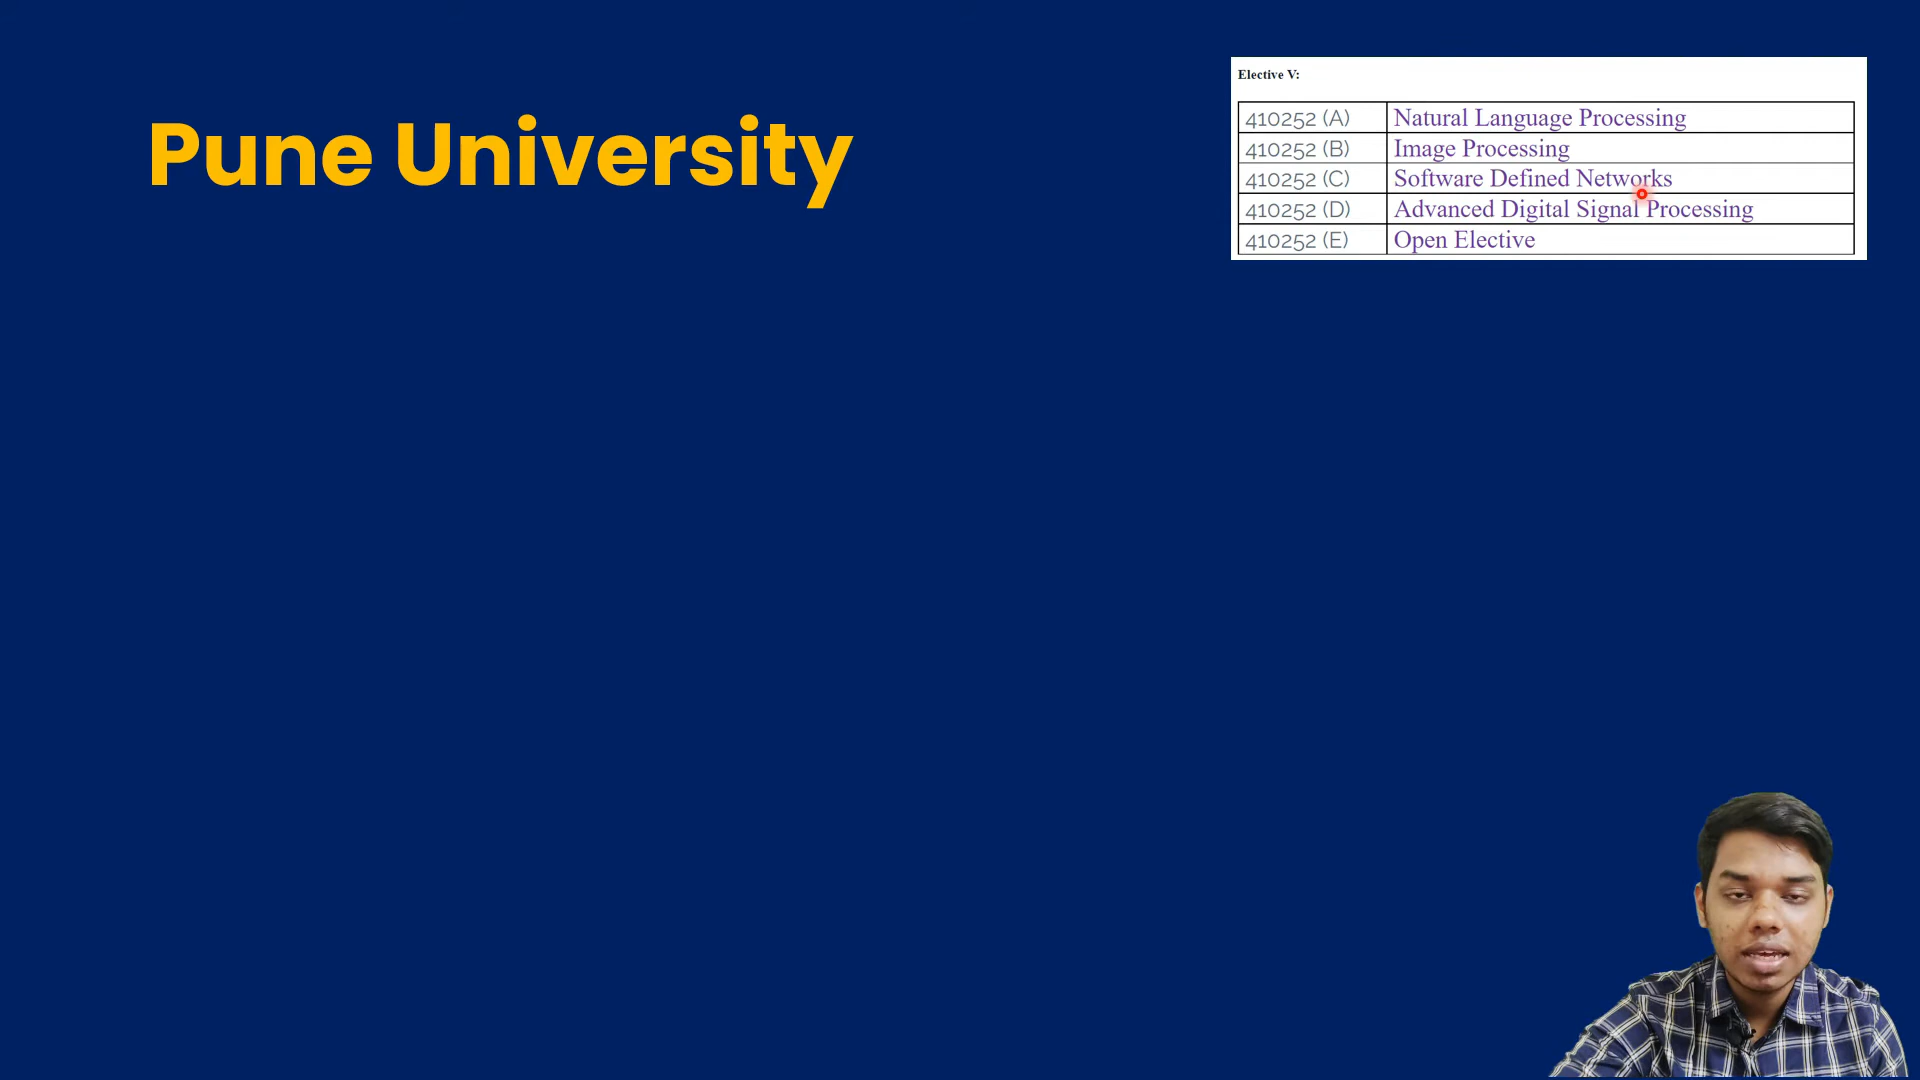 Pune University
Elective V:
410252 (A) Natural Language Processing
410252 (B) Image Processing
410252 (C) Software Defined Networks
410252 (D) Advanced Digital Signal Processing
410252 (E) Open Elective